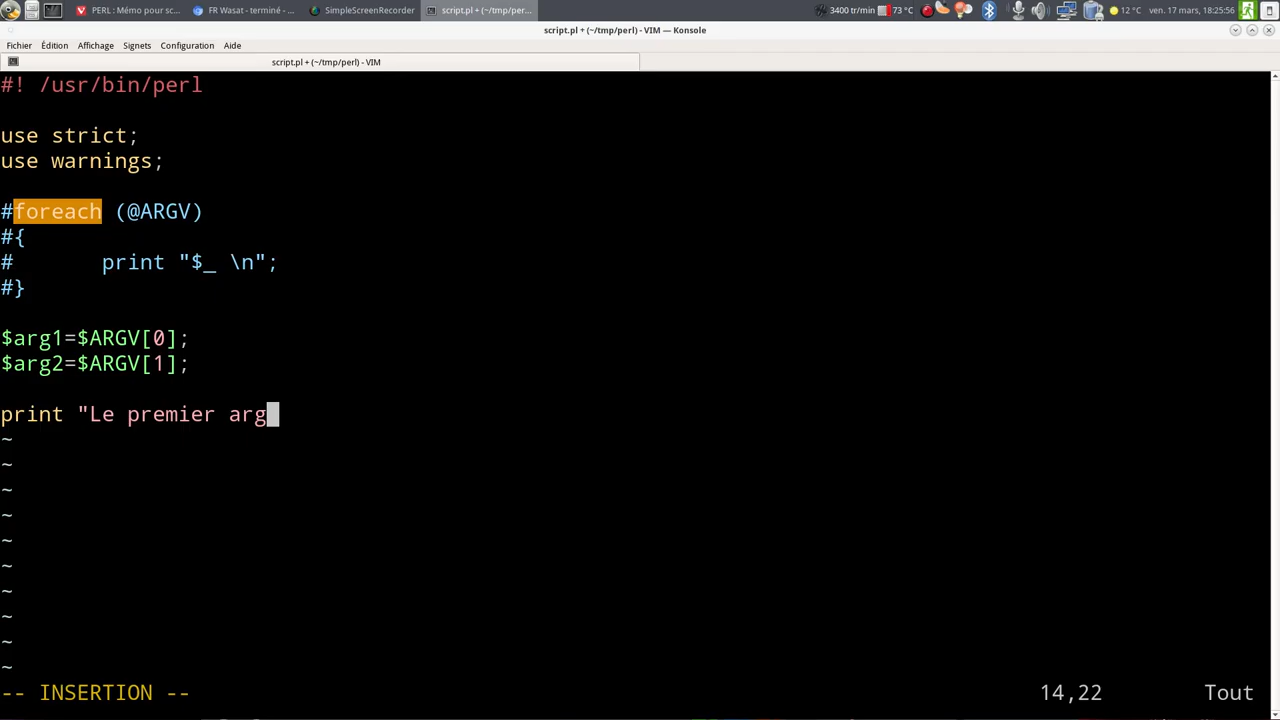 PERL : Mémo pour sc...
FR Wasat - terminé - ...
SimpleScreenRecorder
script.pl + (~/tmp/per...
3400 tr/min
73 °C
12 °C
ven. 17 mars, 18:25:56
script.pl + (~/tmp/perl) - VIM — Konsole
Fichier Édition Affichage Signets Configuration Aide
script.pl + (~/tmp/perl) - VIM
#! /usr/bin/perl
use strict;
use warnings;
#foreach (@ARGV)
#{
#       print "$_ \n";
#}
$arg1=$ARGV[0];
$arg2=$ARGV[1];
print "Le premier arg
~
~
~
~
~
~
~
~
~
~
-- INSERTION -- 14,22 Tout